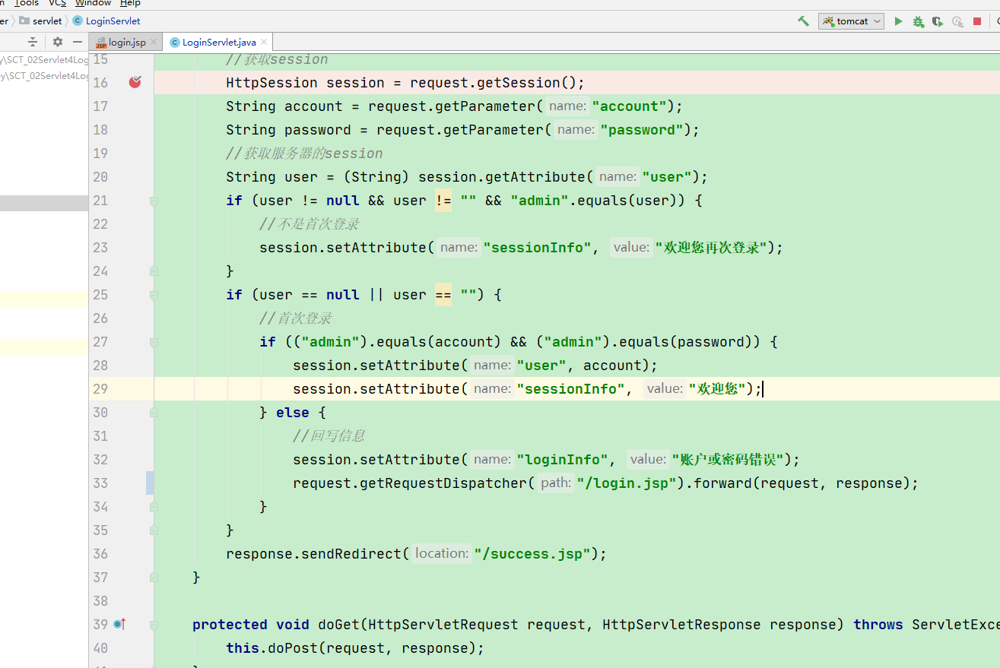 Tools VCS Window Help
servlet LoginServlet tomcat
login.jsp LoginServlet.java
y\SCT_02Servlet4Log
y\SCT_02Servlet4Log
15 //获取session
16 HttpSession session = request.getSession();
17 String account = request.getParameter( name: "account");
18 String password = request.getParameter( name: "password");
19 //获取服务器的session
20 String user = (String) session.getAttribute( name: "user");
21 if (user != null && user != "" && "admin".equals(user)) {
22 //不是首次登录
23 session.setAttribute( name: "sessionInfo", value: "欢迎您再次登录");
24 }
25 if (user == null || user == "") {
26 //首次登录
27 if (("admin").equals(account) && ("admin").equals(password)) {
28 session.setAttribute( name: "user", account);
29 session.setAttribute( name: "sessionInfo", value: "欢迎您");
30 } else {
31 //回写信息
32 session.setAttribute( name: "loginInfo", value: "账户或密码错误");
33 request.getRequestDispatcher( path: "/login.jsp").forward(request, response);
34 }
35 }
36 response.sendRedirect( location: "/success.jsp");
37 }
38
39 protected void doGet(HttpServletRequest request, HttpServletResponse response) throws ServletExce
40 this.doPost(request, response);